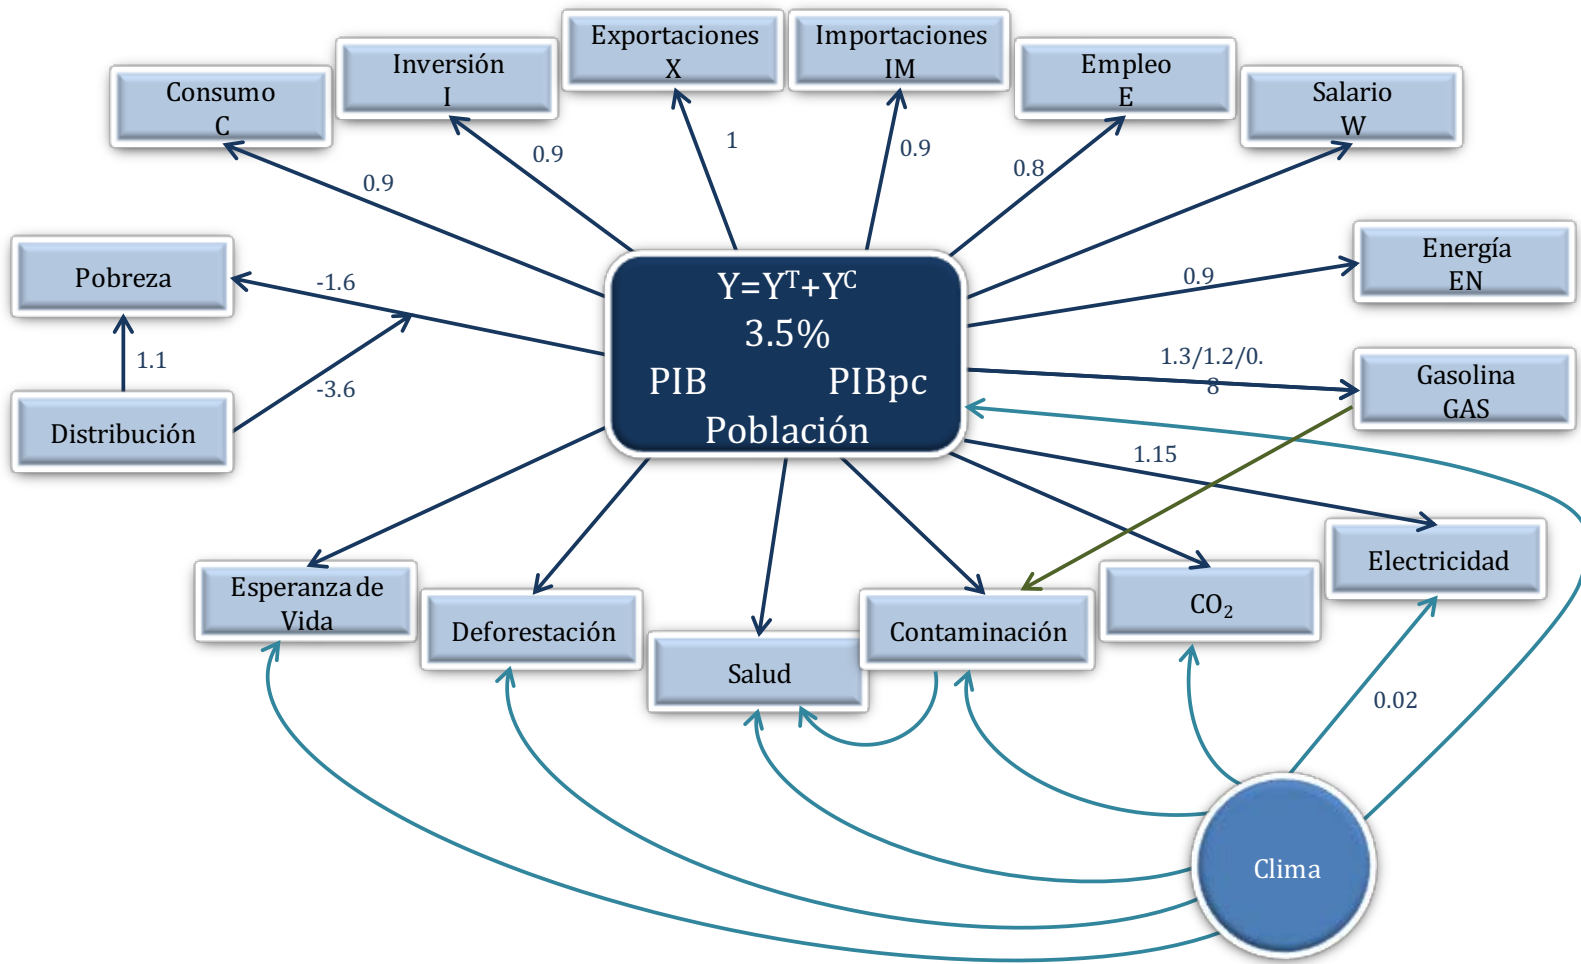 Exportaciones
X
Importaciones
IM
Inversión
I
Empleo
E
Consumo
C
Salario
W
1
0.9
0.9
0.8
0.9
Pobreza
-1.6
1.1
-3.6
Distribución
Y=Yᵀ+Yᶜ
3.5%
PIB PIBpc
Población
Energía
EN
0.9
1.3/1.2/0.
8
Gasolina
GAS
1.15
Electricidad
Esperanza de
Vida
Deforestación
Salud
Contaminación
CO₂
0.02
Clima